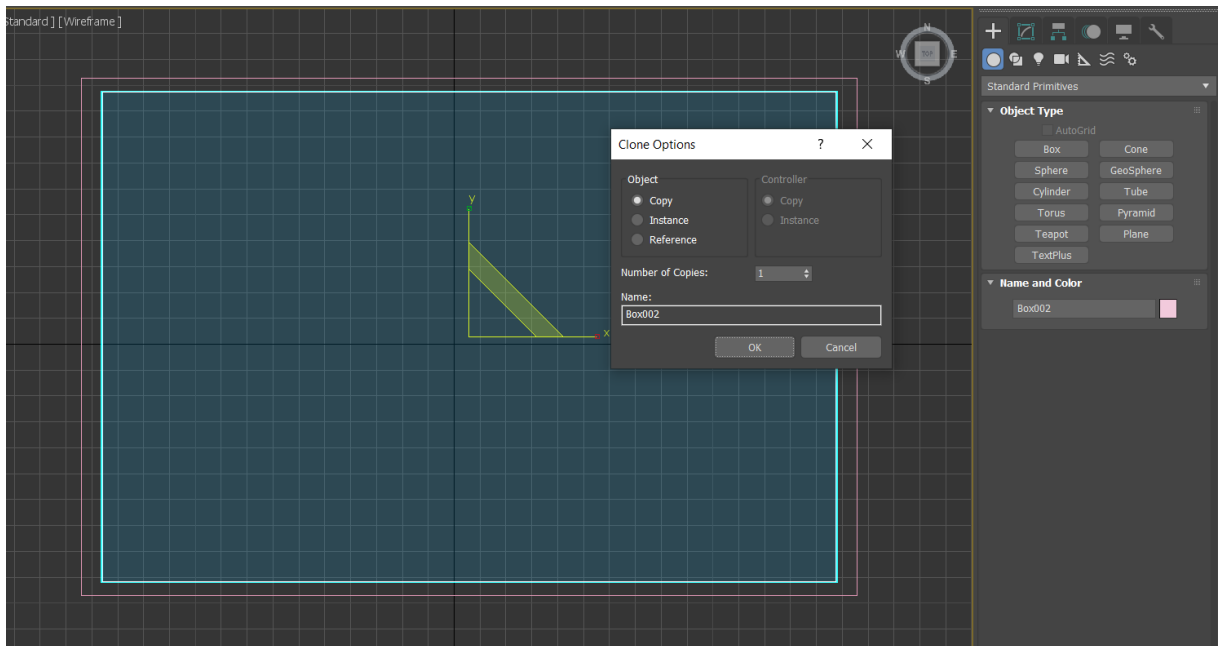 Standard ] [ Wireframe ]
N
W
TOP
E
S
y
x
Clone Options
?
Object
Copy
Instance
Reference
Controller
Copy
Instance
Number of Copies:
1
Name:
Box002
OK
Cancel
Standard Primitives
Object Type
AutoGrid
Box
Cone
Sphere
GeoSphere
Cylinder
Tube
Torus
Pyramid
Teapot
Plane
TextPlus
Name and Color
Box002